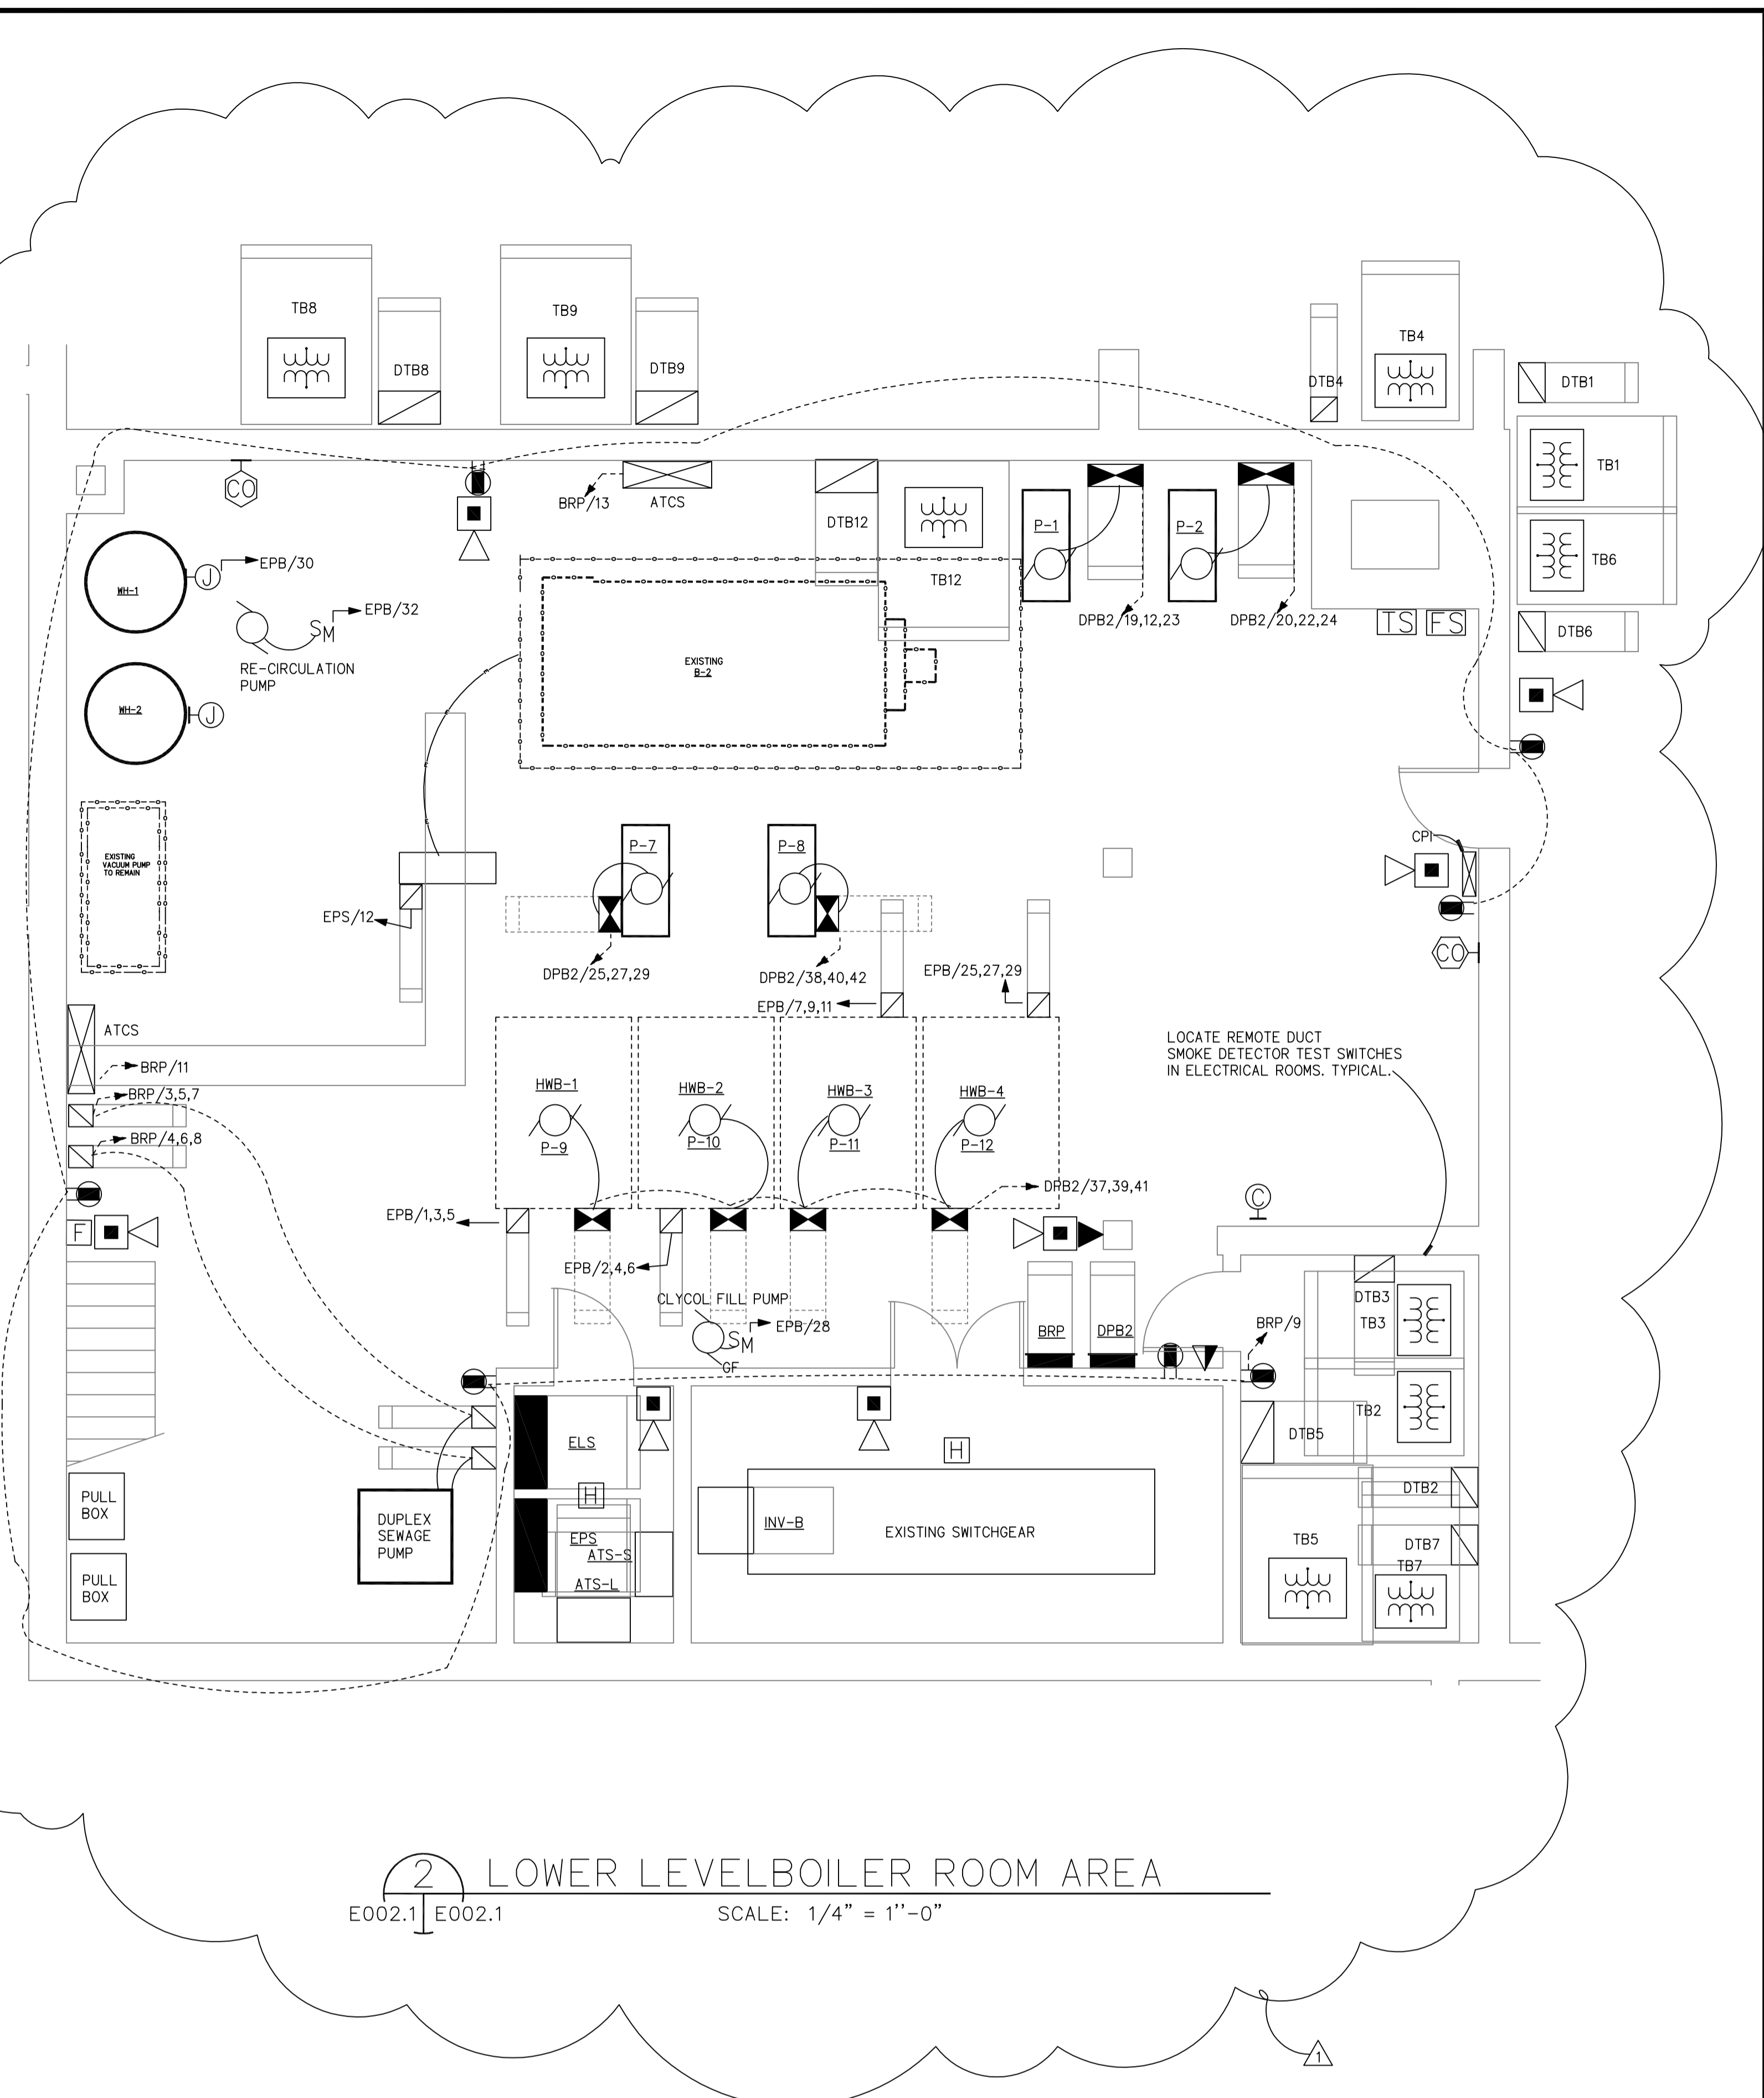 TB8
TB9
DTB8
DTB9
TB4
DTB4
DTB1
TB1
TB6
DTB6
CO
BRP/13
ATCS
DTB12
TB12
P-1
P-2
DPB2/19,12,23
DPB2/20,22,24
TS
FS
WH-1
J
EPB/30
EPB/32
SM
RE-CIRCULATION
PUMP
WH-2
J
EXISTING
B-2
EXISTING
VACUUM PUMP
TO REMAIN
P-7
P-8
CPI
EPS/12
DPB2/25,27,29
DPB2/38,40,42
EPB/25,27,29
EPB/7,9,11
CO
ATCS
BRP/11
BRP/3,5,7
BRP/4,6,8
LOCATE REMOTE DUCT
SMOKE DETECTOR TEST SWITCHES
IN ELECTRICAL ROOMS. TYPICAL.
HWB-1
HWB-2
HWB-3
HWB-4
P-9
P-10
P-11
P-12
F
EPB/1,3,5
DPB2/37,39,41
C
EPB/2,4,6
CLYCOL FILL PUMP
SM
EPB/28
GF
BRP
DPB2
BRP/9
DTB3
TB3
TB2
DTB5
ELS
H
H
DTB2
PULL
BOX
DUPLEX
SEWAGE
PUMP
EPS
ATS-S
ATS-L
INV-B
EXISTING SWITCHGEAR
TB5
DTB7
TB7
PULL
BOX
2
LOWER LEVELBOILER ROOM AREA
E002.1
E002.1
SCALE: 1/4" = 1''-0"
1